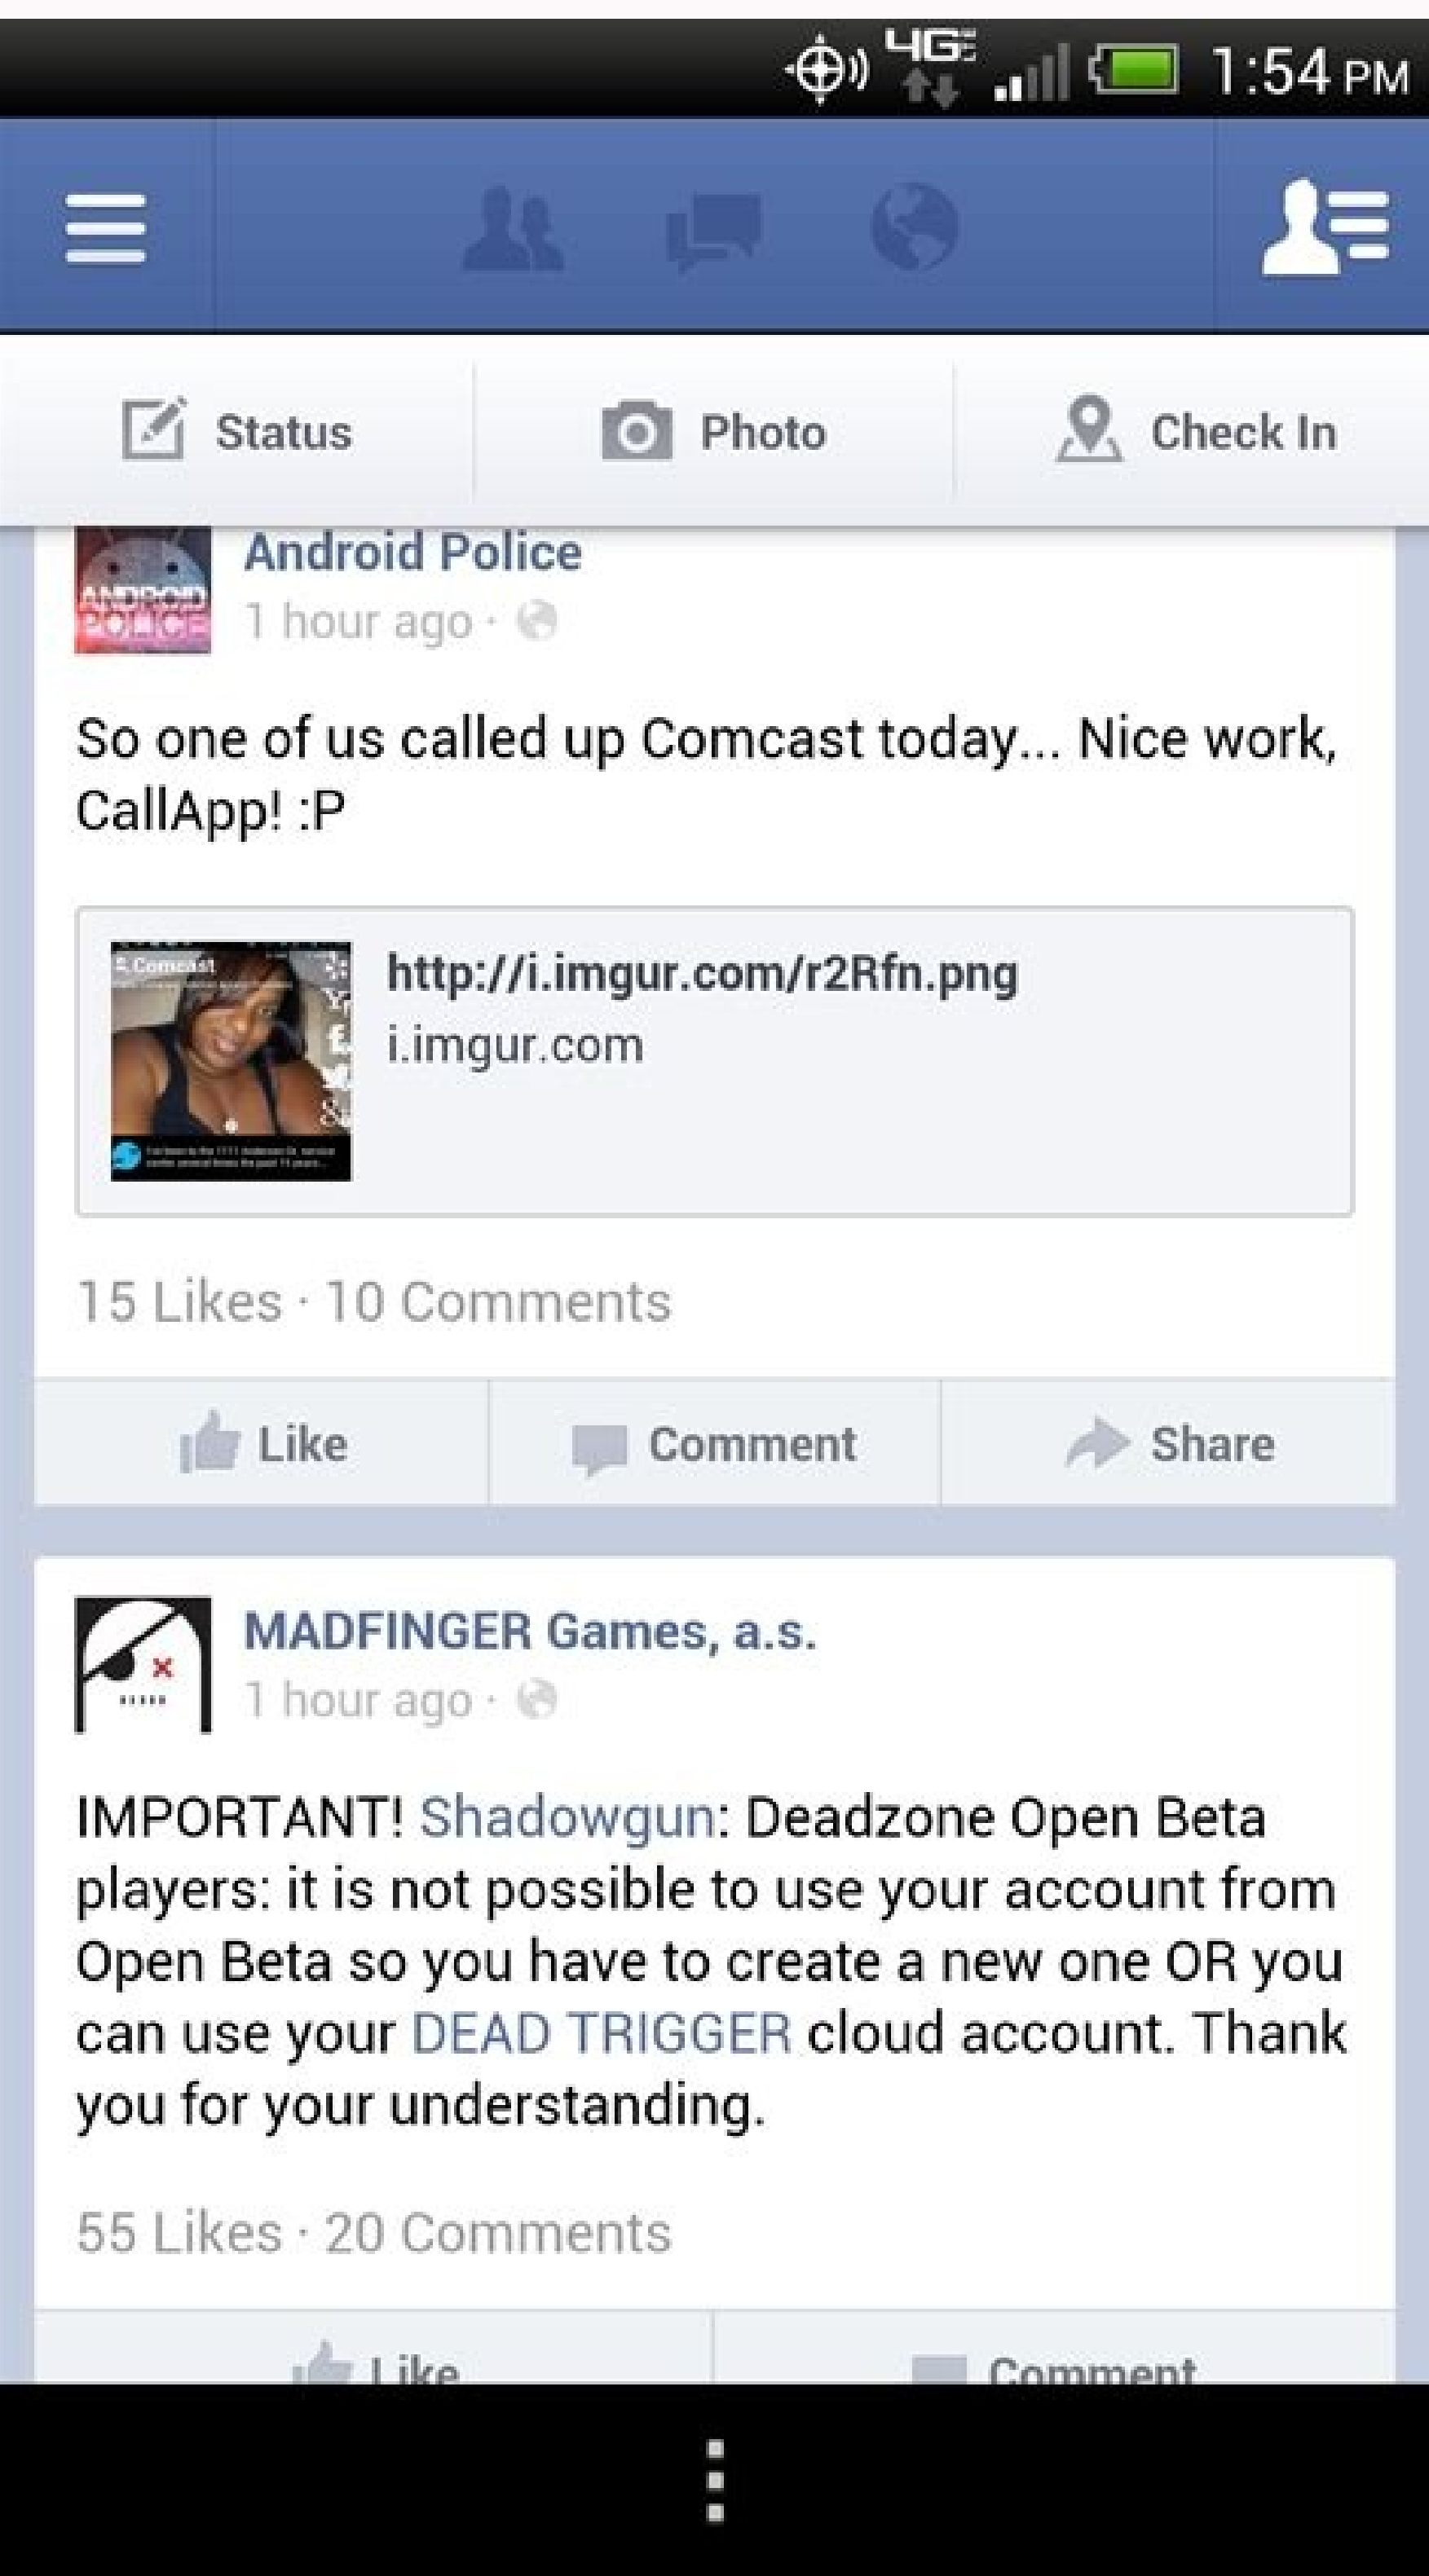 4G
1:54 PM
Status
Photo
Check In
ANDROID
POLICE
Android Police
1 hour ago ·
So one of us called up Comcast today... Nice work,
CallApp! :P
Comcast
http://i.imgur.com/r2Rfn.png
i.imgur.com
15 Likes · 10 Comments
Like
Comment
Share
MADFINGER Games, a.s.
1 hour ago ·
IMPORTANT! Shadowgun: Deadzone Open Beta
players: it is not possible to use your account from
Open Beta so you have to create a new one OR you
can use your DEAD TRIGGER cloud account. Thank
you for your understanding.
55 Likes · 20 Comments
Like
Comment